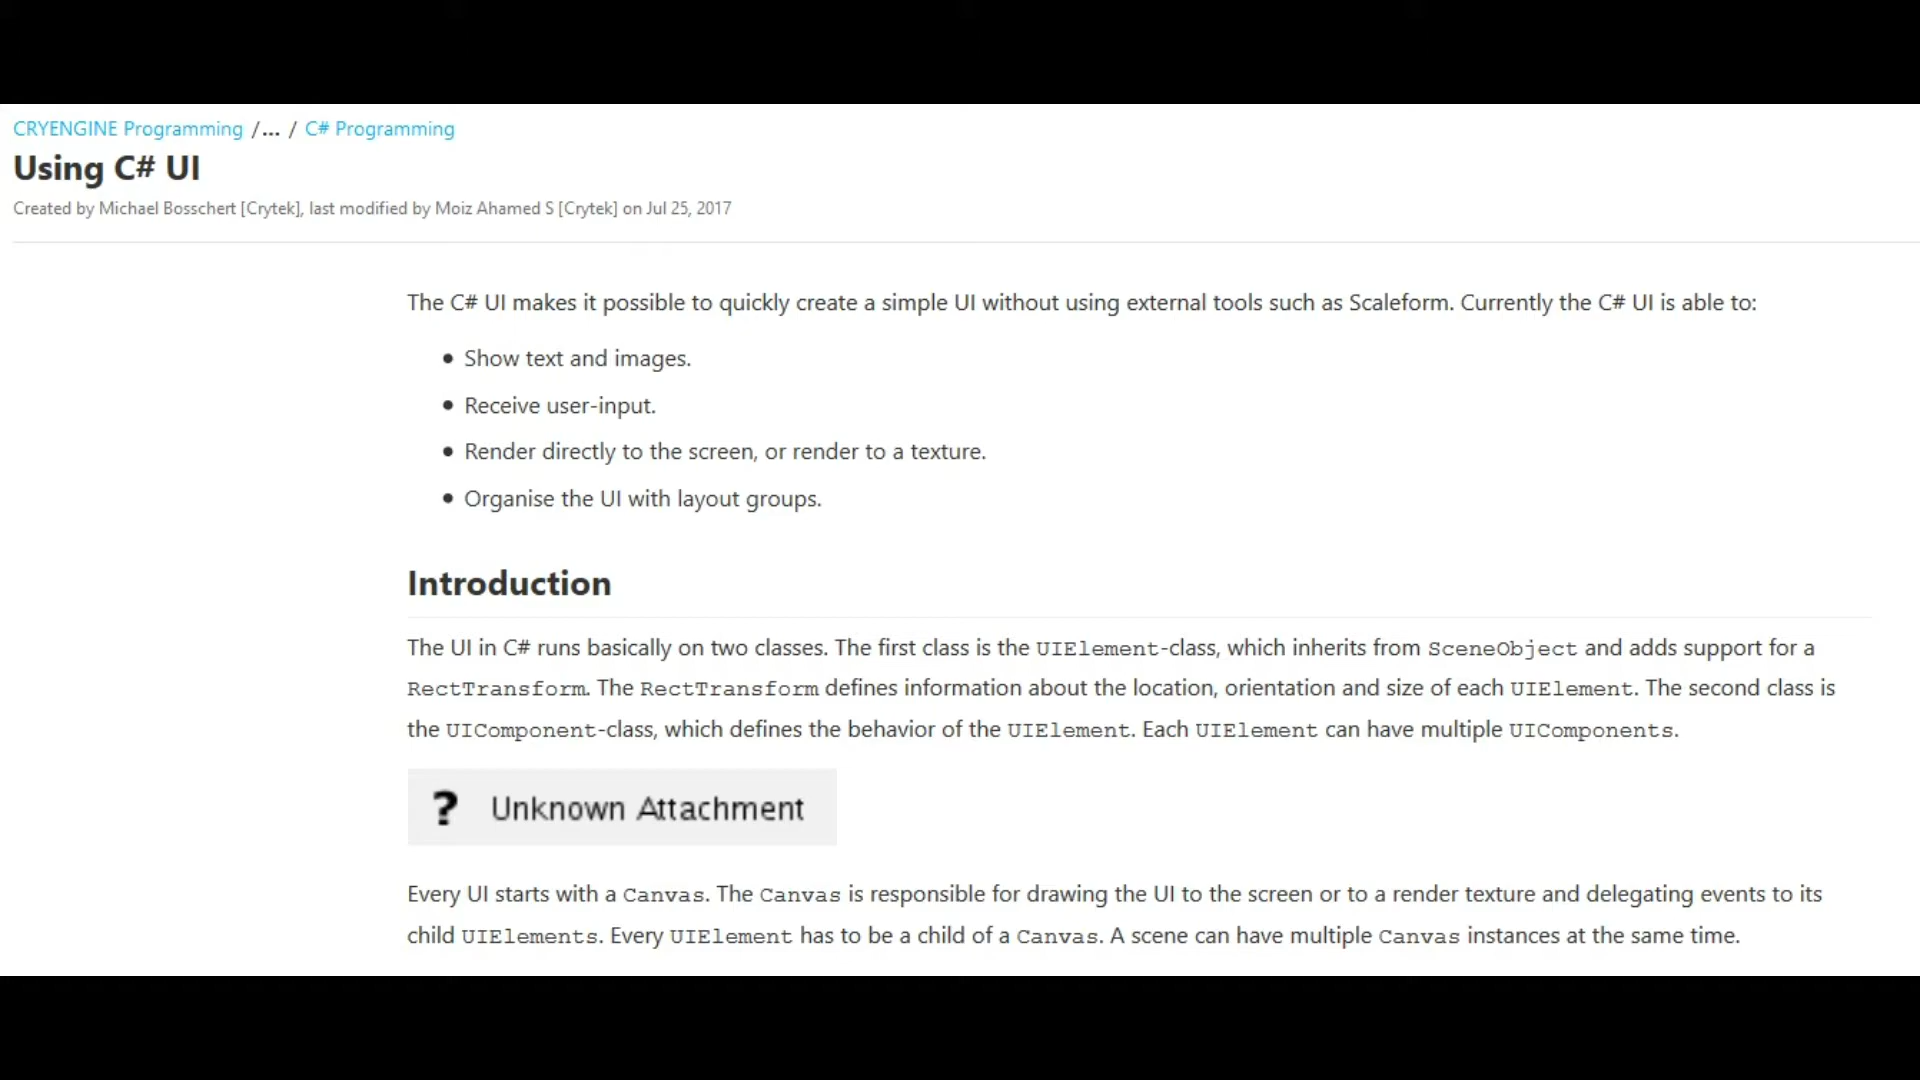 CRYENGINE Programming /... / C# Programming
Using C# UI
Created by Michael Bosschert [Crytek], last modified by Moiz Ahamed S [Crytek] on Jul 25, 2017
The C# UI makes it possible to quickly create a simple UI without using external tools such as Scaleform. Currently the C# UI is able to:
• Show text and images.
• Receive user-input.
• Render directly to the screen, or render to a texture.
• Organise the UI with layout groups.
Introduction
The UI in C# runs basically on two classes. The first class is the UIElement-class, which inherits from SceneObject and adds support for a
RectTransform. The RectTransform defines information about the location, orientation and size of each UIElement. The second class is
the UIComponent-class, which defines the behavior of the UIElement. Each UIElement can have multiple UIComponents.
? Unknown Attachment
Every UI starts with a Canvas. The Canvas is responsible for drawing the UI to the screen or to a render texture and delegating events to its
child UIElements. Every UIElement has to be a child of a Canvas. A scene can have multiple Canvas instances at the same time.